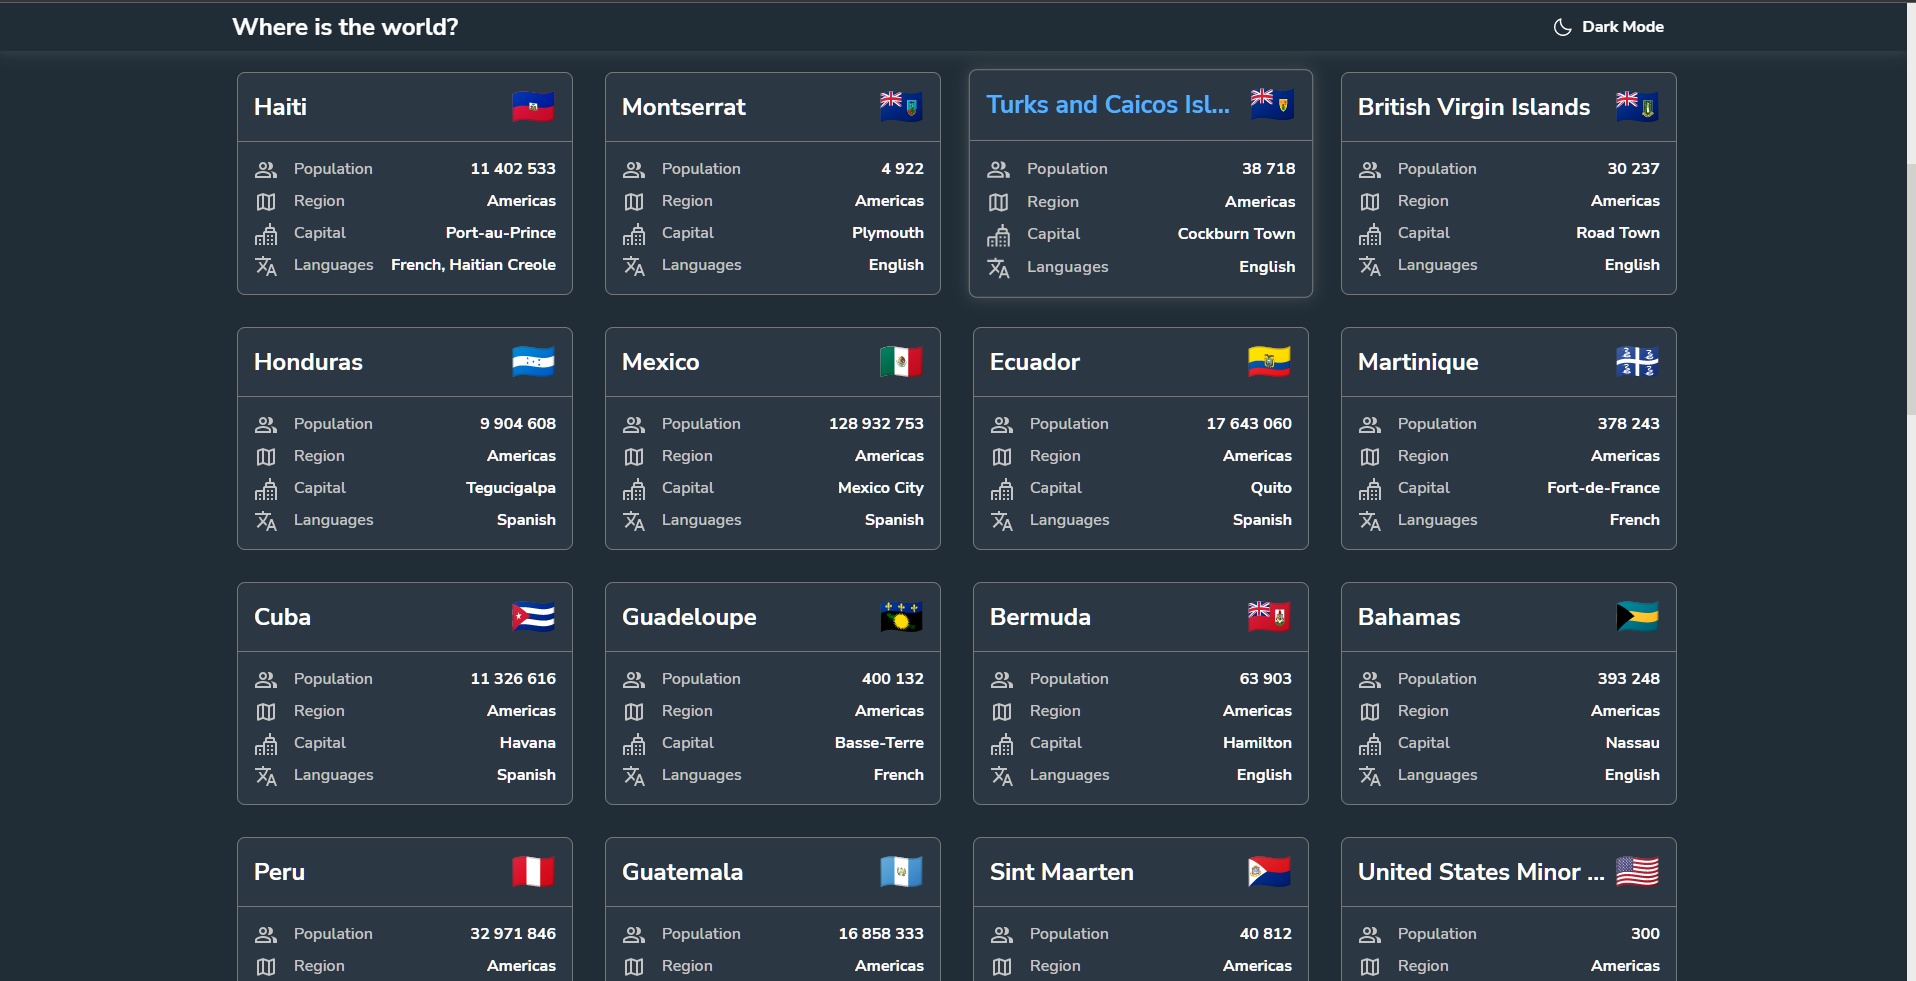 Where is the world?
Dark Mode
Haiti
Population 11 402 533
Region Americas
Capital Port-au-Prince
Languages French, Haitian Creole
Montserrat
Population 4 922
Region Americas
Capital Plymouth
Languages English
Turks and Caicos Isl...
Population 38 718
Region Americas
Capital Cockburn Town
Languages English
British Virgin Islands
Population 30 237
Region Americas
Capital Road Town
Languages English
Honduras
Population 9 904 608
Region Americas
Capital Tegucigalpa
Languages Spanish
Mexico
Population 128 932 753
Region Americas
Capital Mexico City
Languages Spanish
Ecuador
Population 17 643 060
Region Americas
Capital Quito
Languages Spanish
Martinique
Population 378 243
Region Americas
Capital Fort-de-France
Languages French
Cuba
Population 11 326 616
Region Americas
Capital Havana
Languages Spanish
Guadeloupe
Population 400 132
Region Americas
Capital Basse-Terre
Languages French
Bermuda
Population 63 903
Region Americas
Capital Hamilton
Languages English
Bahamas
Population 393 248
Region Americas
Capital Nassau
Languages English
Peru
Population 32 971 846
Region Americas
Guatemala
Population 16 858 333
Region Americas
Sint Maarten
Population 40 812
Region Americas
United States Minor ...
Population 300
Region Americas